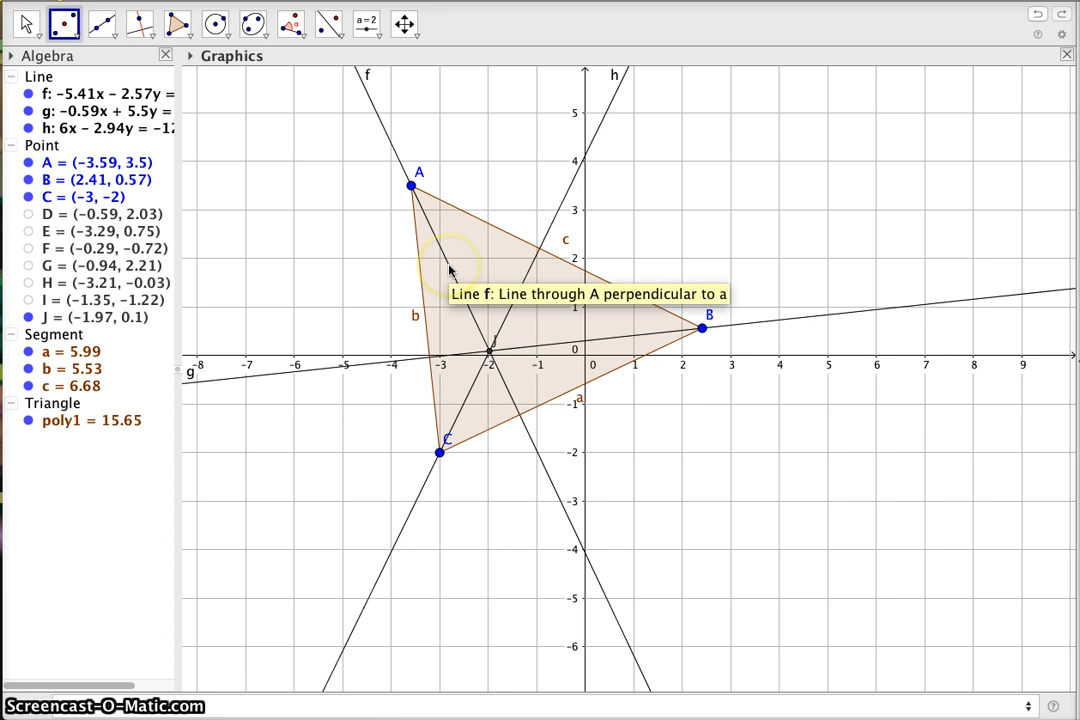 a=2
Algebra
Graphics
Line
f: −5.41x − 2.57y =
g: −0.59x + 5.5y =
h: 6x − 2.94y = −12
Point
A = (−3.59, 3.5)
B = (2.41, 0.57)
C = (−3, −2)
D = (−0.59, 2.03)
E = (−3.29, 0.75)
F = (−0.29, −0.72)
G = (−0.94, 2.21)
H = (−3.21, −0.03)
I = (−1.35, −1.22)
J = (−1.97, 0.1)
Segment
a = 5.99
b = 5.53
c = 6.68
Triangle
poly1 = 15.65
f
h
5
4
A
3
c
2
Line f: Line through A perpendicular to a
1
b
B
J
0
-8 -7 -6 -5 -4 -3 -2 -1 0 1 2 3 4 5 6 7 8 9
g
-1
a
C
-2
-3
-4
-5
-6
Screencast-O-Matic.com